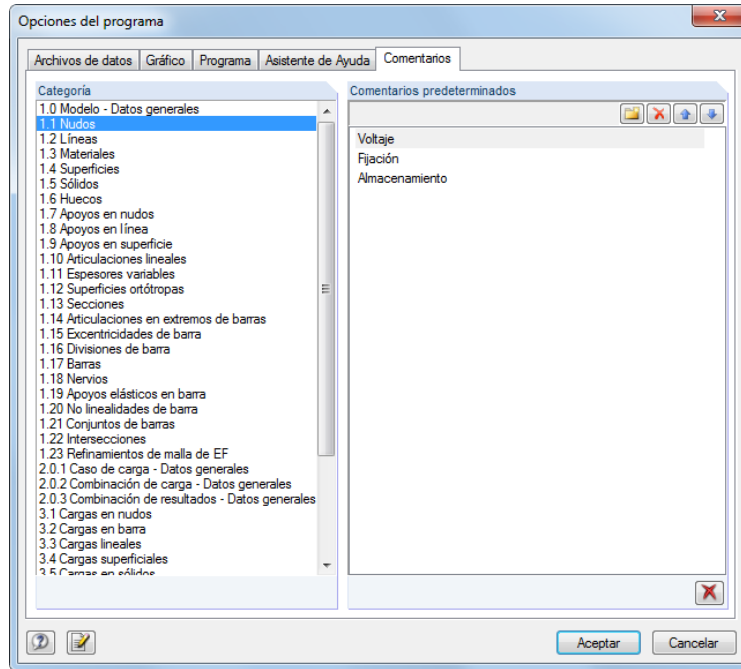 Opciones del programa
Archivos de datos
Gráfico
Programa
Asistente de Ayuda
Comentarios
Categoría
1.0 Modelo - Datos generales
1.1 Nudos
1.2 Líneas
1.3 Materiales
1.4 Superficies
1.5 Sólidos
1.6 Huecos
1.7 Apoyos en nudos
1.8 Apoyos en línea
1.9 Apoyos en superficie
1.10 Articulaciones lineales
1.11 Espesores variables
1.12 Superficies ortótropas
1.13 Secciones
1.14 Articulaciones en extremos de barras
1.15 Excentricidades de barra
1.16 Divisiones de barra
1.17 Barras
1.18 Nervios
1.19 Apoyos elásticos en barra
1.20 No linealidades de barra
1.21 Conjuntos de barras
1.22 Intersecciones
1.23 Refinamientos de malla de EF
2.0.1 Caso de carga - Datos generales
2.0.2 Combinación de carga - Datos generales
2.0.3 Combinación de resultados - Datos generales
3.1 Cargas en nudos
3.2 Cargas en barra
3.3 Cargas lineales
3.4 Cargas superficiales
3.5 Cargas en sólidos
Comentarios predeterminados
Voltaje
Fijación
Almacenamiento
Aceptar
Cancelar